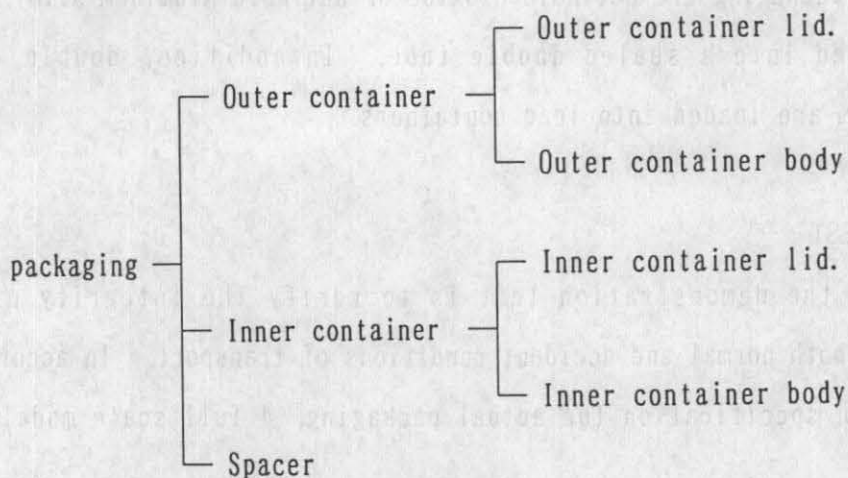 Outer container lid.
Outer container
Outer container body
packaging
Inner container lid.
Inner container
Inner container body
Spacer